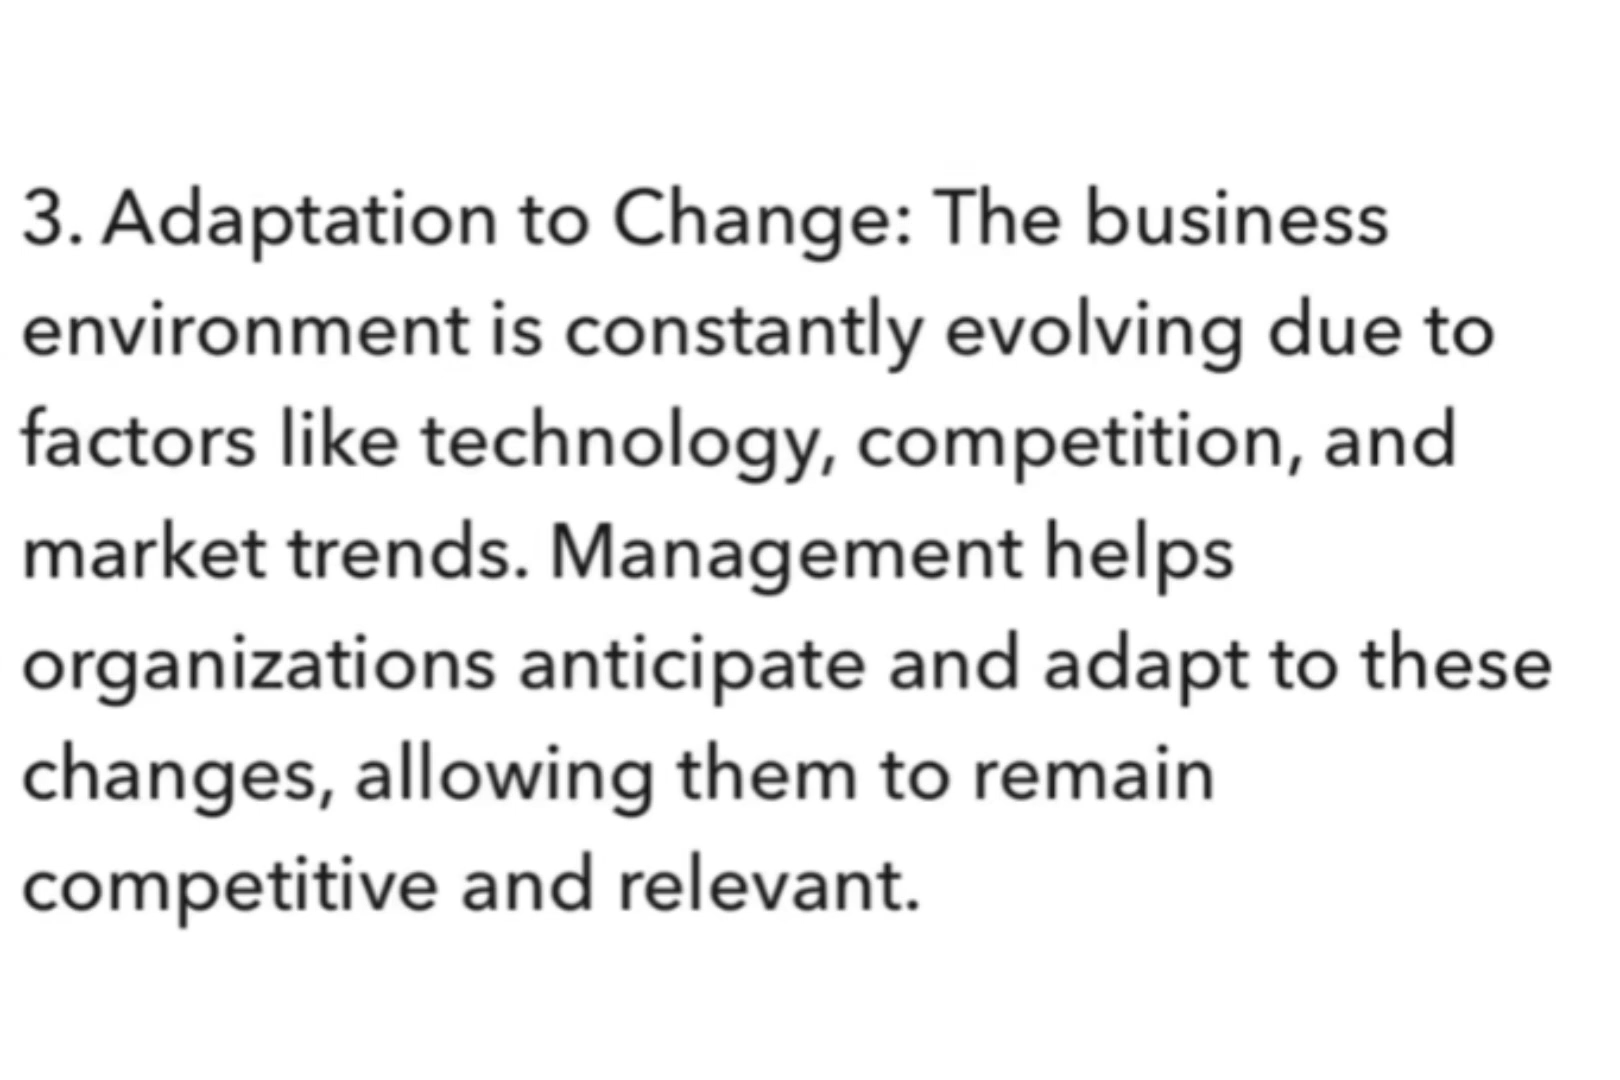 3. Adaptation to Change: The business
environment is constantly evolving due to
factors like technology, competition, and
market trends. Management helps
organizations anticipate and adapt to these
changes, allowing them to remain
competitive and relevant.